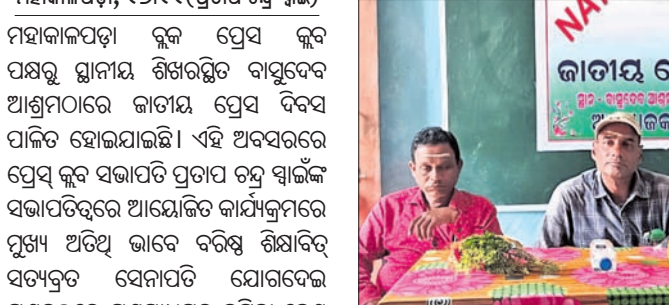 ମହାକାଳପଡ଼ା ବ୍ଲକ ପ୍ରେସ କ୍ଲବ
ପକ୍ଷରୁ ସ୍ଥାନୀୟ ଶିଖରସ୍ଥିତ ବାସୁଦେବ
ଆଶ୍ରମଠାରେ ଜାତୀୟ ପ୍ରେସ ଦିବସ
ପାଳିତ ହୋଇଯାଇଛି। ଏହି ଅବସରରେ
ପ୍ରେସ୍ କ୍ଲବ ସଭାପତି ପ୍ରତାପ ଚନ୍ଦ୍ର ସ୍ୱାଇଁଙ୍କ
ସଭାପତିତ୍ୱରେ ଆୟୋଜିତ କାର୍ଯ୍ୟକ୍ରମରେ
ମୁଖ୍ୟ ଅତିଥି ଭାବେ ବରିଷ୍ଠ ଶିକ୍ଷାବିତ୍
ସତ୍ୟବ୍ରତ ସେନାପତି ଯୋଗଦେଇ
NA
ଜାତୀୟ
ସ୍ଥାନ - ବାସୁଦେବ